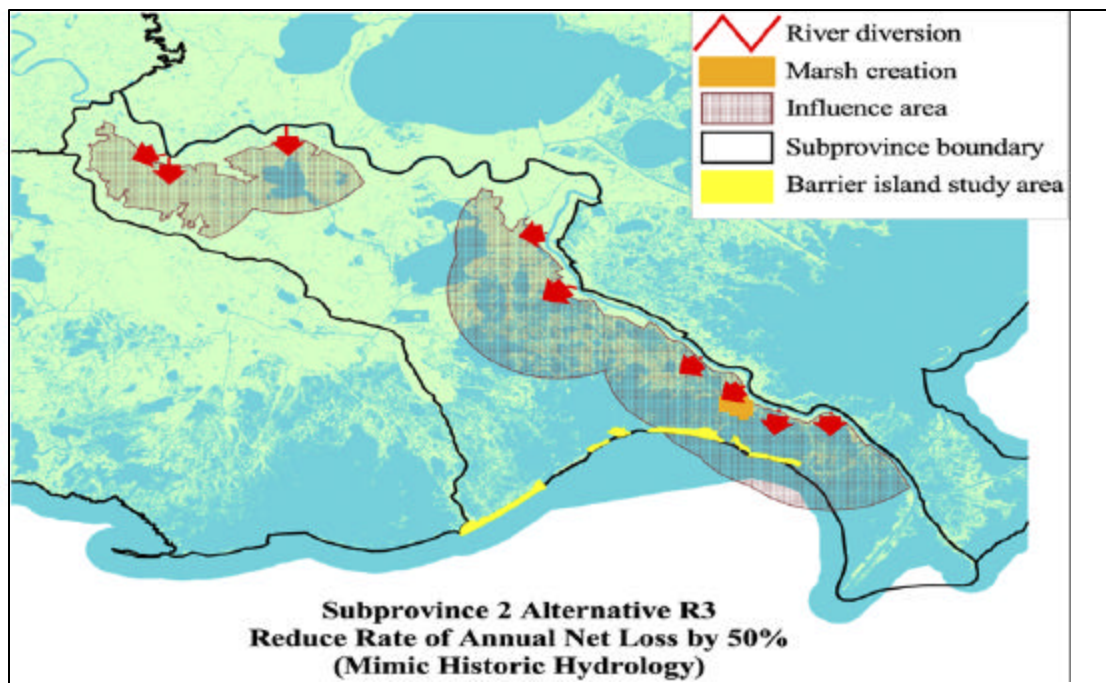 River diversion
Marsh creation
Influence area
Subprovince boundary
Barrier island study area
Subprovince 2 Alternative R3
Reduce Rate of Annual Net Loss by 50%
(Mimic Historic Hydrology)